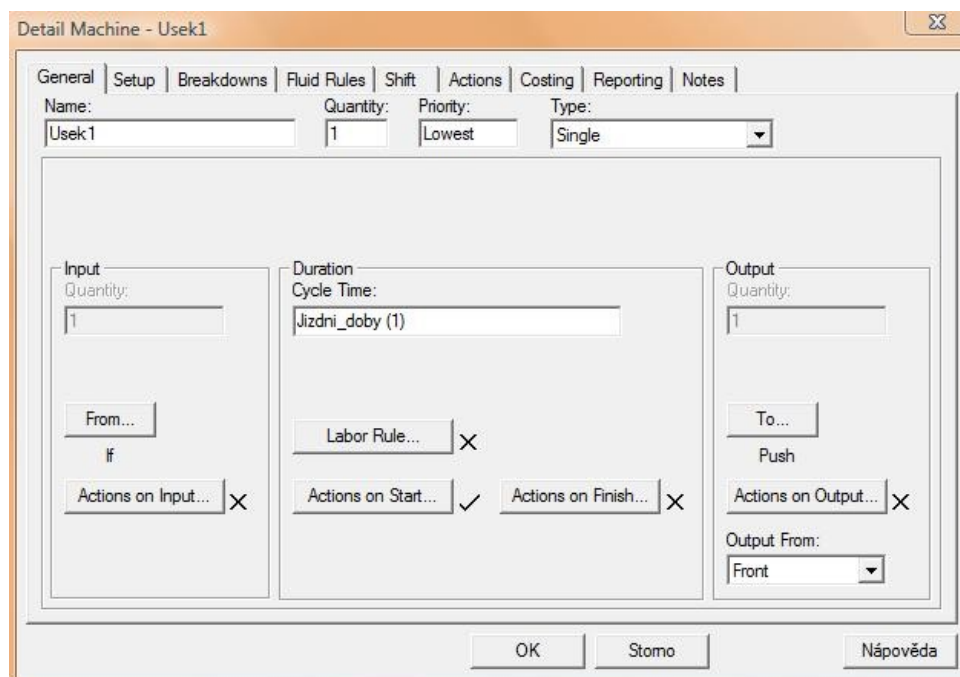 Detail Machine - Usek1
General Setup Breakdowns Fluid Rules Shift Actions Costing Reporting Notes
Name: Quantity: Priority: Type:
Usek1 1 Lowest Single
Input Duration Output
Quantity: Cycle Time: Quantity:
1 Jizdni_doby (1) 1
From... Labor Rule... To...
If Push
Actions on Input... Actions on Start... Actions on Finish... Actions on Output...
Output From:
Front
OK Storno Nápověda